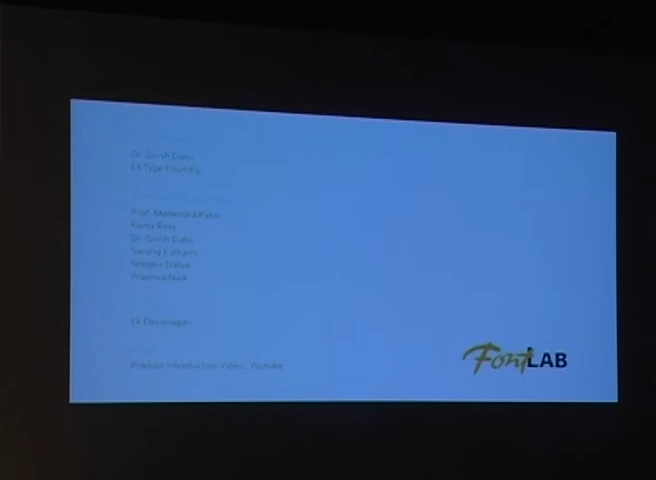 Dr. Girish Dalvi
Ek Type Foundry
Prof. Mahendra Patel
Fiona Ross
Dr. Girish Dalvi
Sarang Kulkarni
Noopur Datye
Pradnya Naik
Ek Devanagari
Product Introduction Video - Youtube
FontLAB